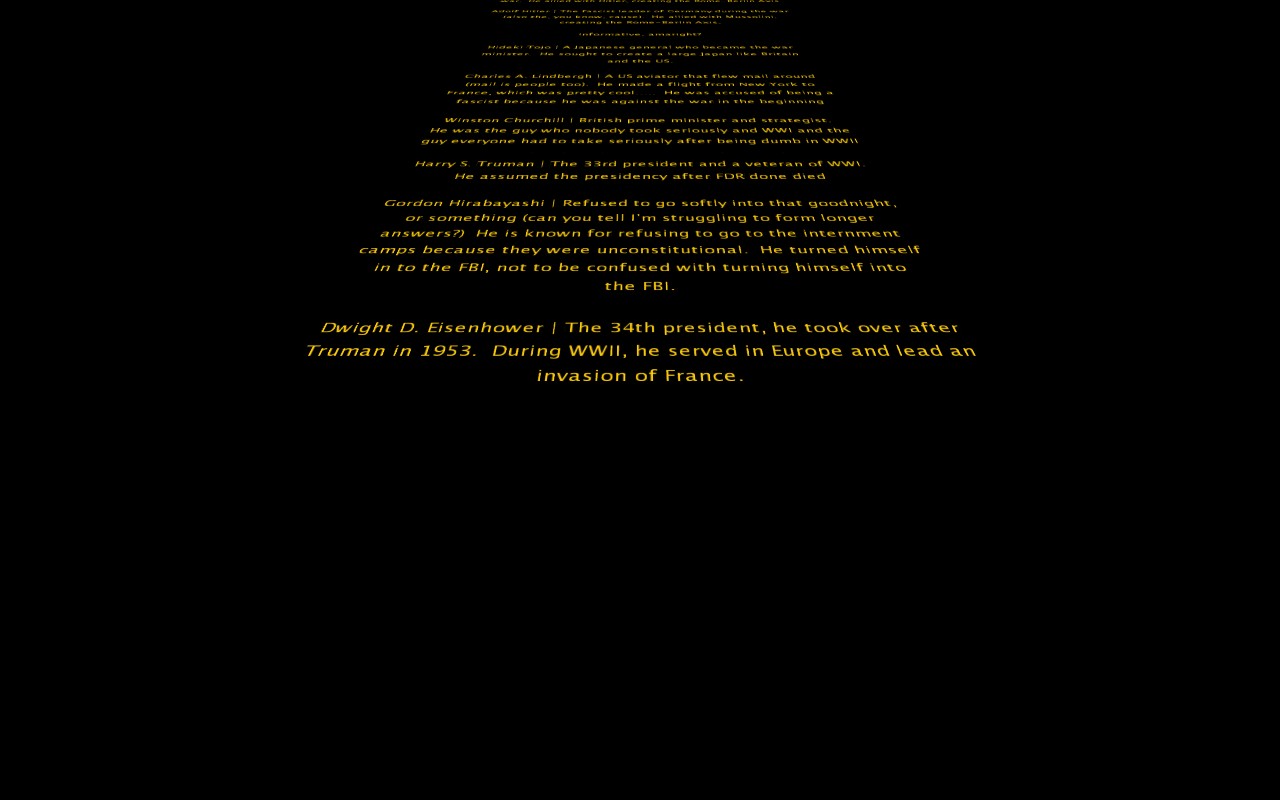 war. He allied with Hitler, creating the Rome-Berlin Axis.
Adolf Hitler | The fascist leader of Germany during the war
(also the, you know, cause). He allied with Mussolini,
creating the Rome-Berlin Axis.
Informative, amaright?
Hideki Tojo | A Japanese general who became the war
minister. He sought to create a large Japan like Britain
and the US.
Charles A. Lindbergh | A US aviator that flew mail around
(mail is people too). He made a flight from New York to
France, which was pretty cool.... He was accused of being a
fascist because he was against the war in the beginning
Winston Churchill | British prime minister and strategist.
He was the guy who nobody took seriously and WWI and the
guy everyone had to take seriously after being dumb in WWII
Harry S. Truman | The 33rd president and a veteran of WWI.
He assumed the presidency after FDR done died
Gordon Hirabayashi | Refused to go softly into that goodnight,
or something (can you tell I'm struggling to form longer
answers?) He is known for refusing to go to the internment
camps because they were unconstitutional. He turned himself
in to the FBI, not to be confused with turning himself into
the FBI.
Dwight D. Eisenhower | The 34th president, he took over after
Truman in 1953. During WWII, he served in Europe and lead an
invasion of France.